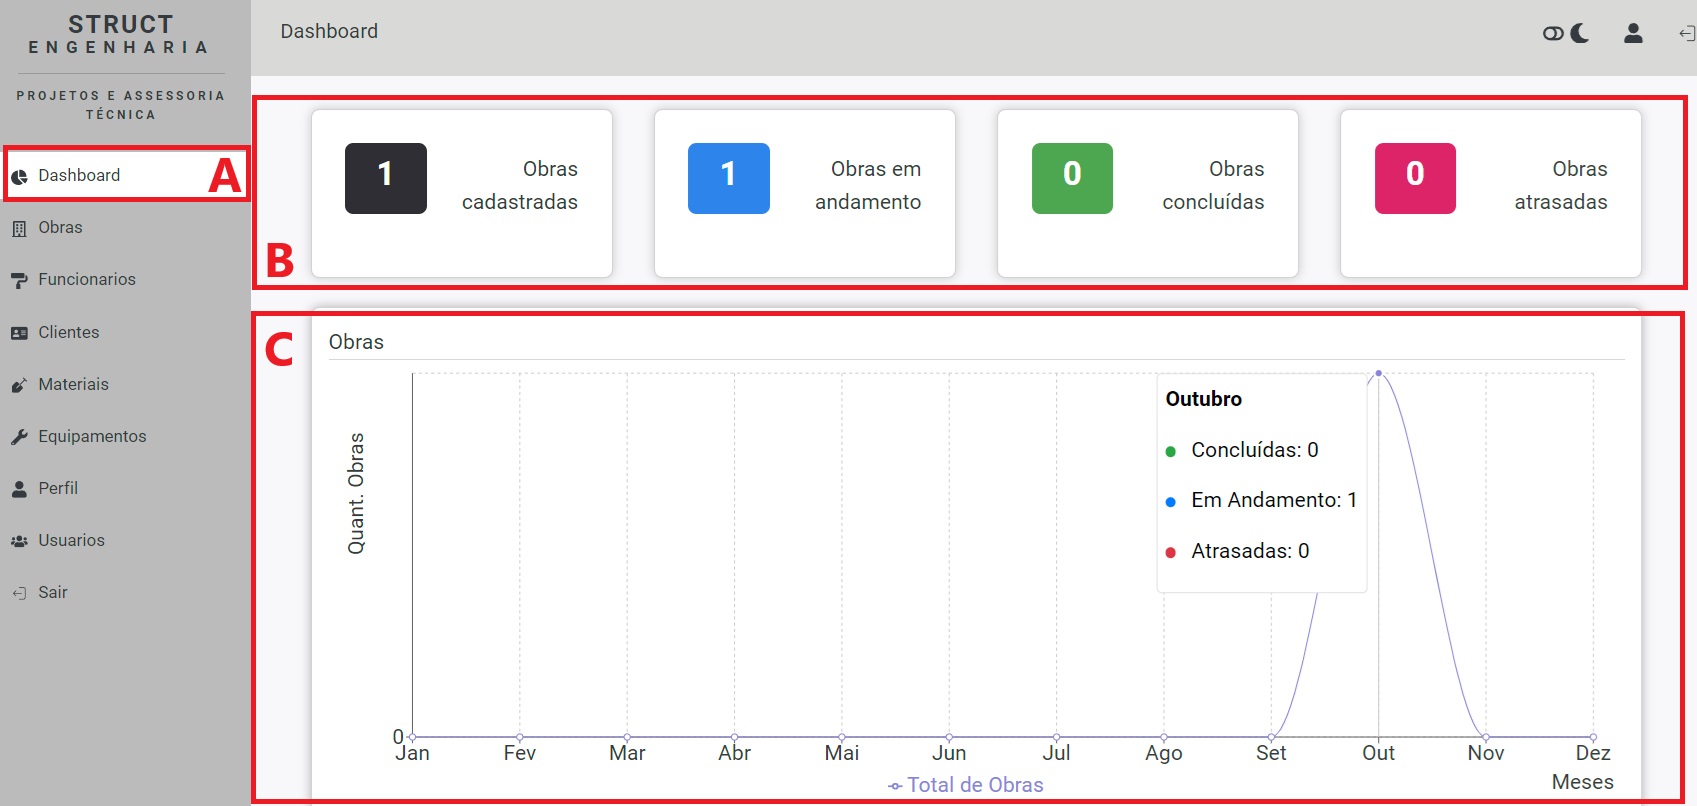 STRUCT
ENGENHARIA
PROJETOS E ASSESSORIA
TÉCNICA
A
Dashboard
Obras
Funcionarios
Clientes
Materiais
Equipamentos
Perfil
Usuarios
Sair
Dashboard
B
1
Obras
cadastradas
1
Obras em
andamento
0
Obras
concluídas
0
Obras
atrasadas
C
Obras
Quant. Obras
Outubro
Concluídas: 0
Em Andamento: 1
Atrasadas: 0
0
Jan Fev Mar Abr Mai Jun Jul Ago Set Out Nov Dez
Meses
Total de Obras